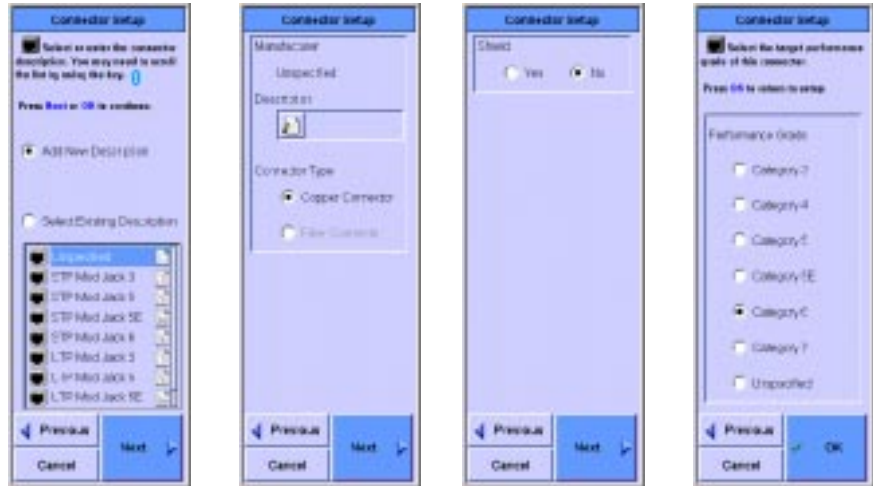 Connector Setup
Select or enter the connector
description. You may need to scroll
the list by using the key.
Press Next or OK to continue.
Add New Description
Select Existing Description
Unspecified
STP Mod Jack 3
STP Mod Jack 5
STP Mod Jack 5E
STP Mod Jack 6
UTP Mod Jack 3
UTP Mod Jack 5
UTP Mod Jack 5E
Previous
Next
Cancel
Connector Setup
Manufacturer
Unspecified
Description
Connector Type
Copper Connector
Fiber Connector
Previous
Next
Cancel
Connector Setup
Shield
Yes
No
Previous
Next
Cancel
Connector Setup
Select the target performance
grade of this connector.
Press OK to return to setup.
Performance Grade
Category 3
Category 4
Category 5
Category 5E
Category 6
Category 7
Unspecified
Previous
OK
Cancel